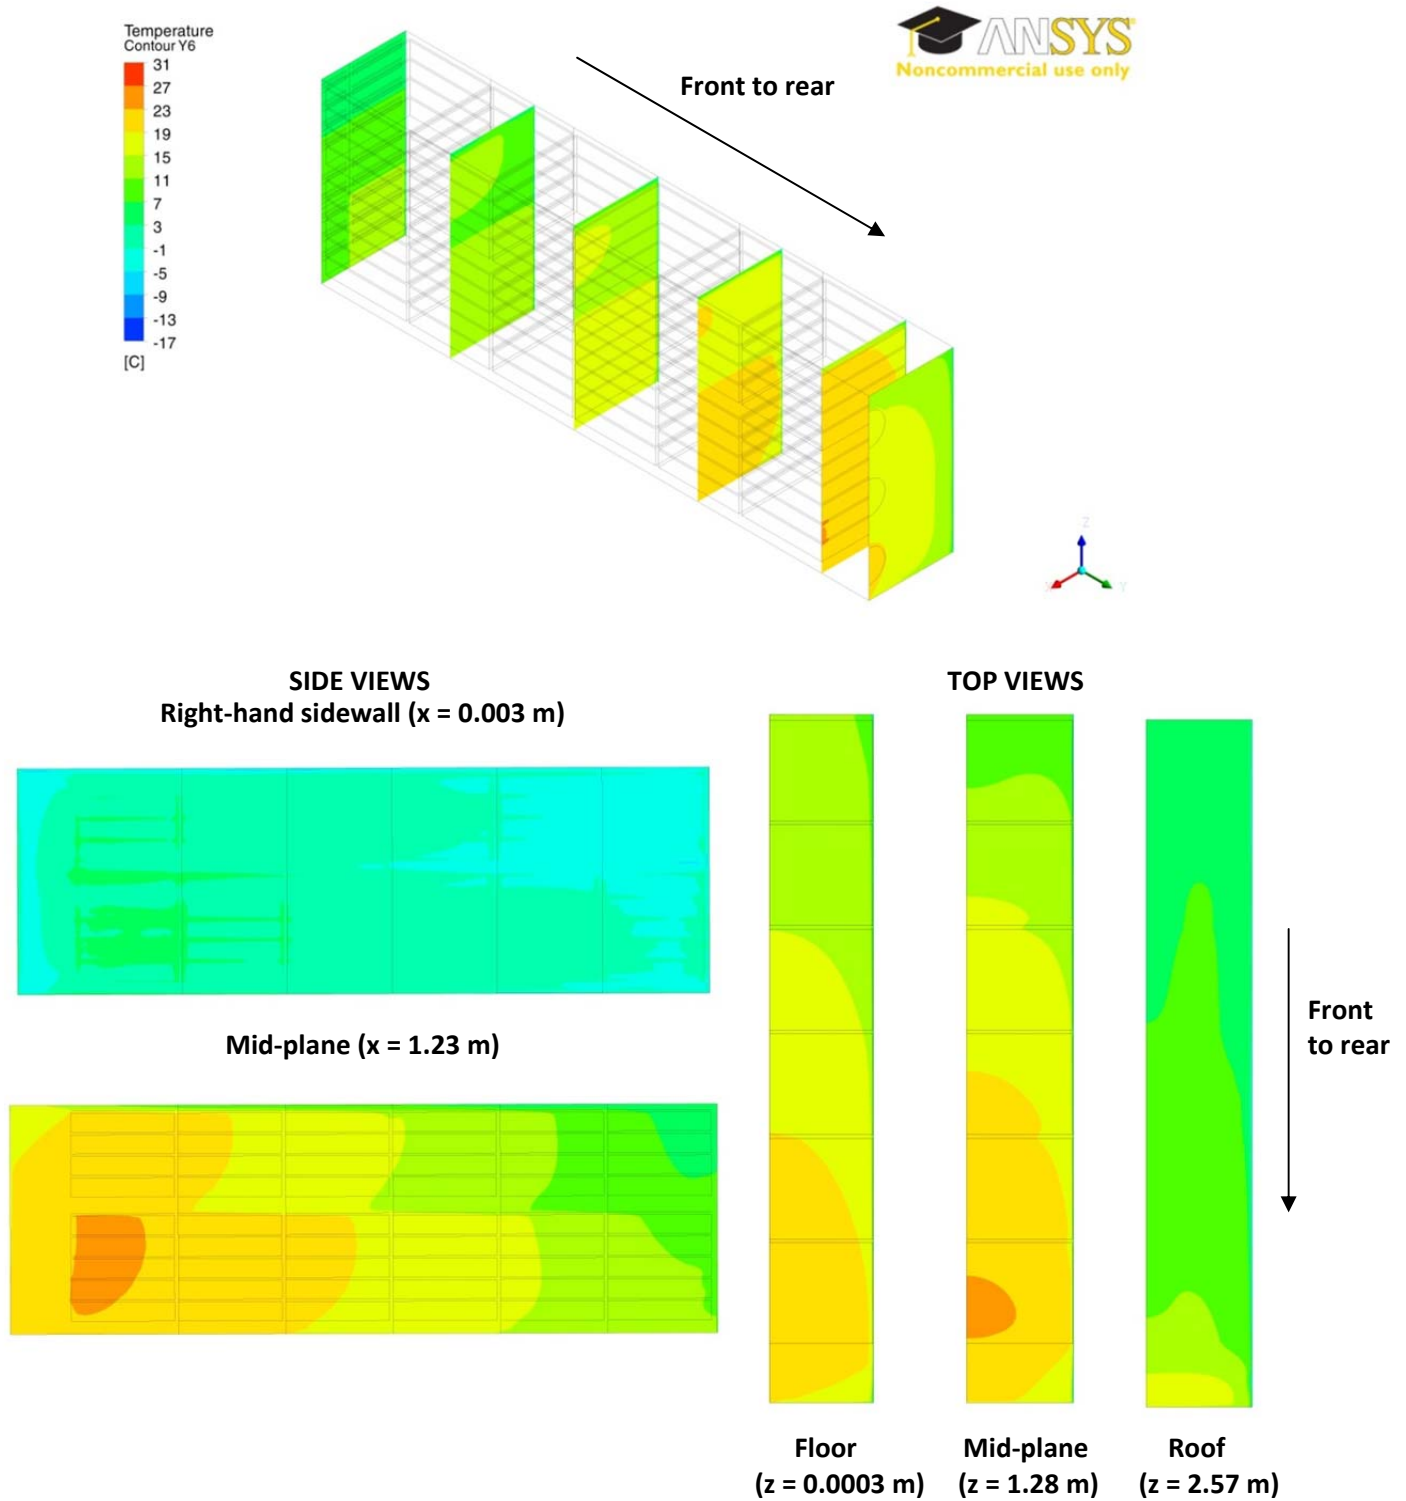 Temperature
Contour Y6
31
27
23
19
15
11
7
3
-1
-5
-9
-13
-17
[C]
Front to rear
ANSYS
Noncommercial use only
Z
X
Y
SIDE VIEWS
Right-hand sidewall (x = 0.003 m)
Mid-plane (x = 1.23 m)
TOP VIEWS
Front
to rear
Floor
(z = 0.0003 m)
Mid-plane
(z = 1.28 m)
Roof
(z = 2.57 m)